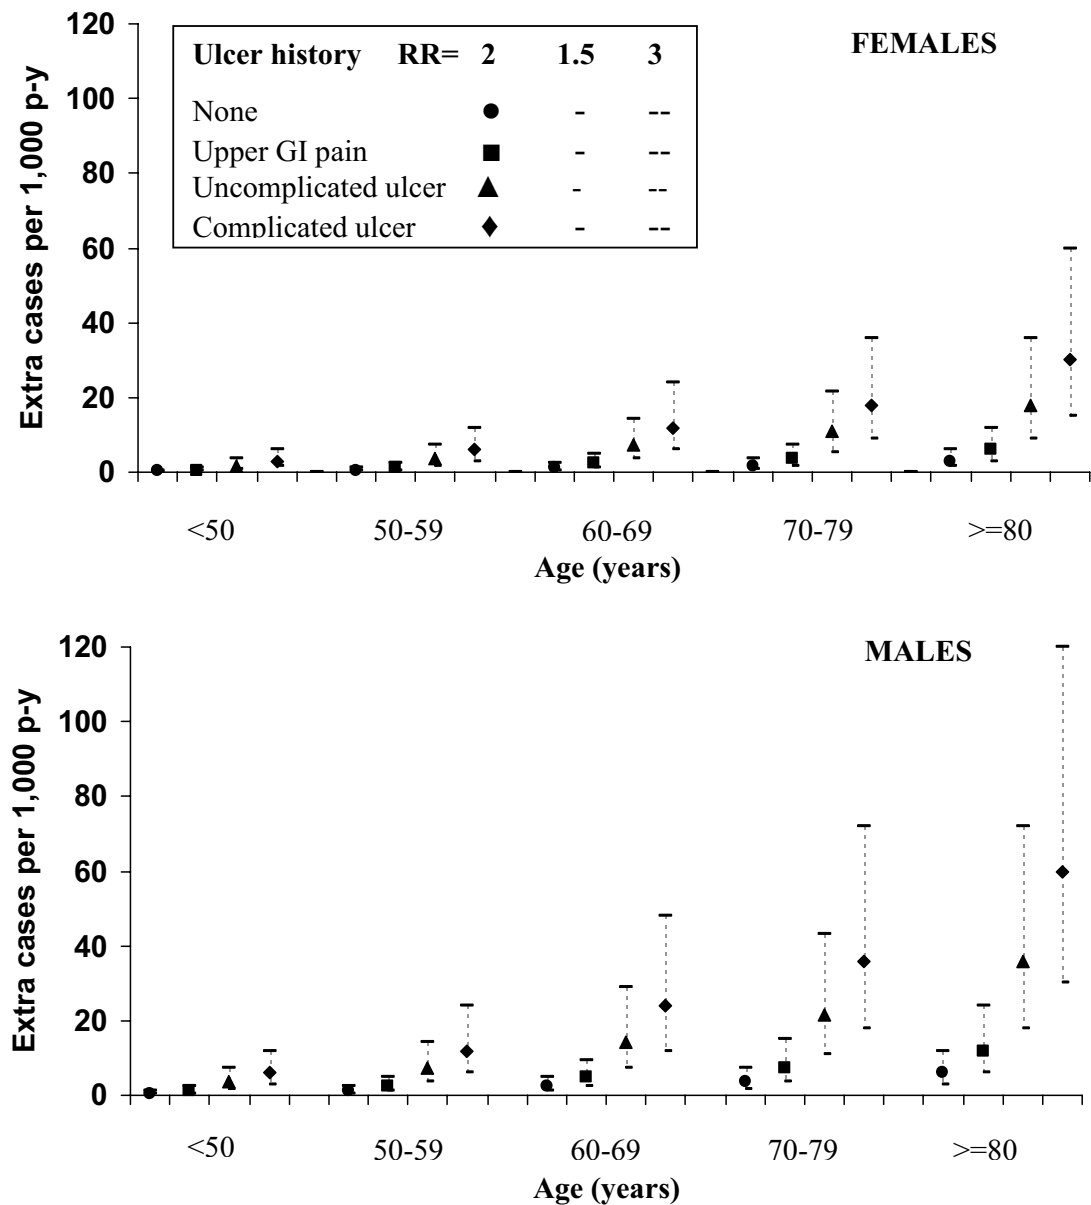 120
100
80
60
40
20
0
Extra cases per 1,000 p-y
FEMALES
Ulcer history RR= 2 1.5 3
None - --
Upper GI pain - --
Uncomplicated ulcer - --
Complicated ulcer - --
<50 50-59 60-69 70-79 >=80
Age (years)
120
100
80
60
40
20
0
Extra cases per 1,000 p-y
MALES
<50 50-59 60-69 70-79 >=80
Age (years)